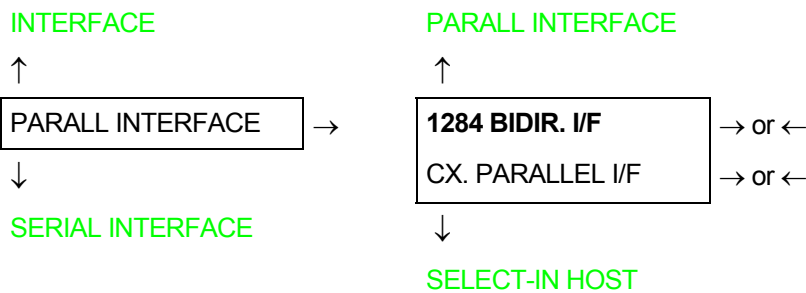 INTERFACE
PARALL INTERFACE
↑
↑
PARALL INTERFACE →
1284 BIDIR. I/F → or ←
CX. PARALLEL I/F → or ←
↓
SERIAL INTERFACE
↓
SELECT-IN HOST